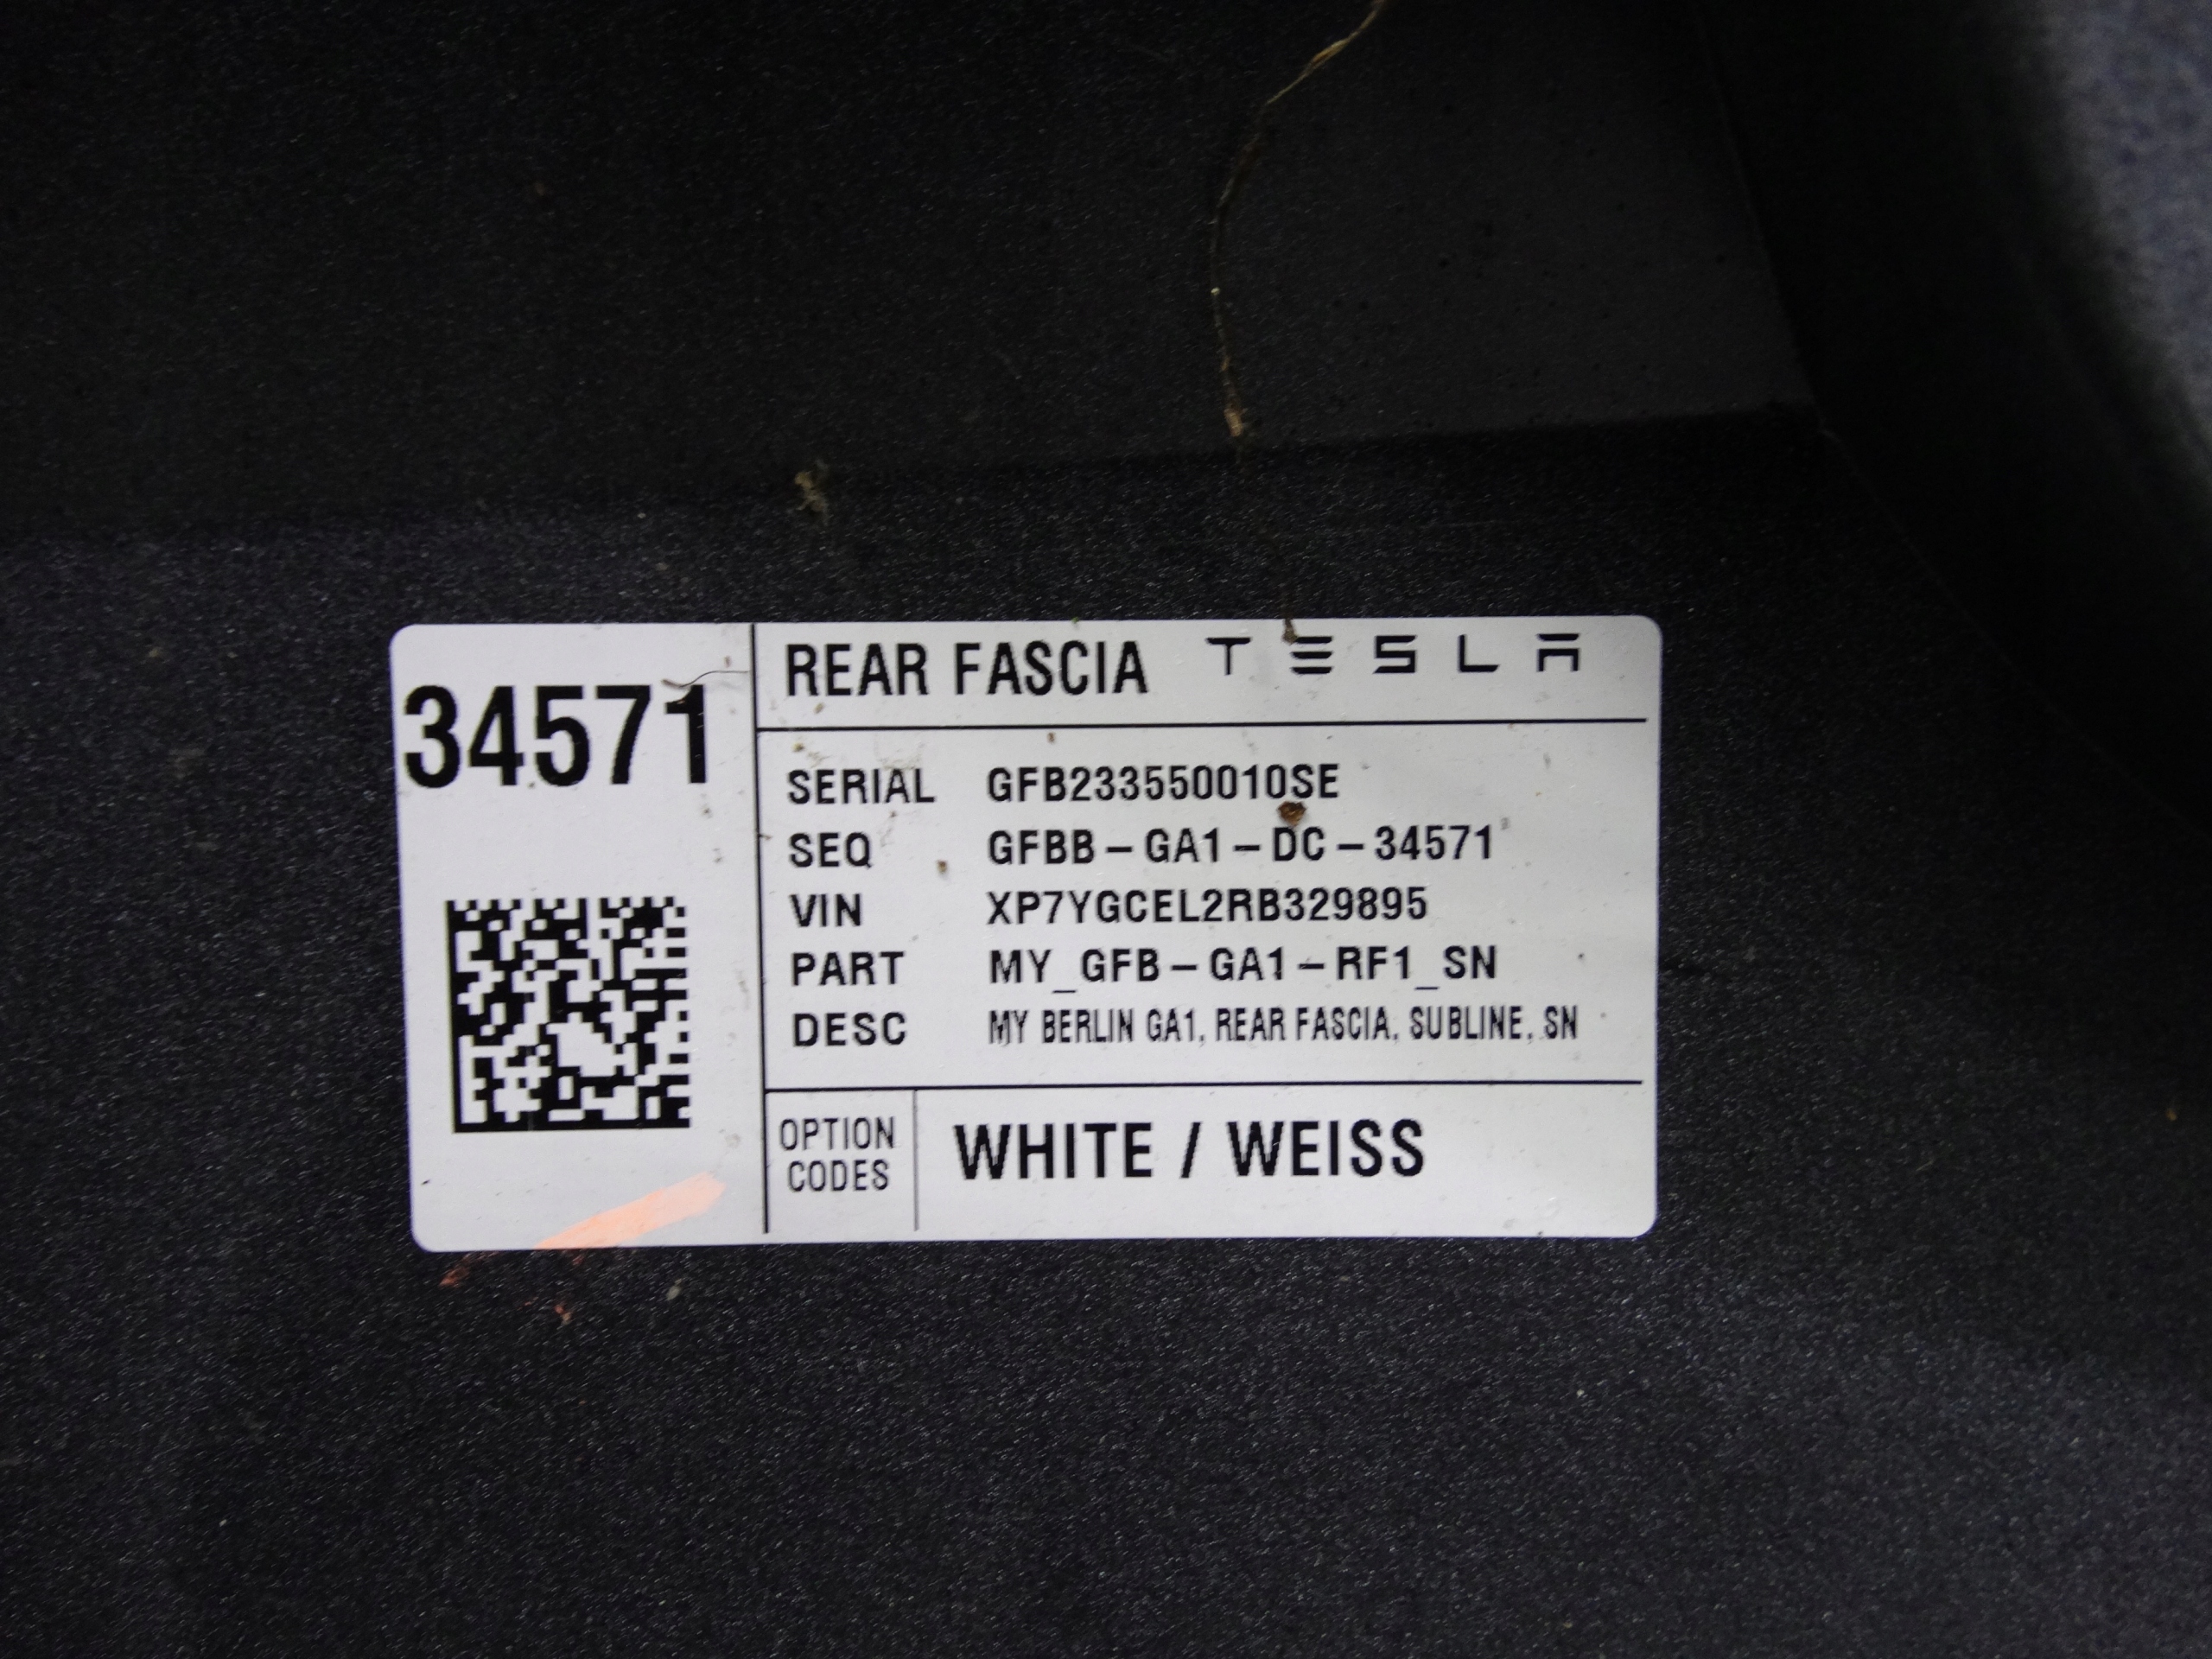 34571
REAR FASCIA TESLA
SERIAL GFB233550010SE
SEQ GFBB – GA1 – DC – 34571
VIN XP7YGCEL2RB329895
PART MY_GFB – GA1 – RF1_SN
DESC MY BERLIN GA1, REAR FASCIA, SUBLINE, SN
OPTION
CODES
WHITE / WEISS